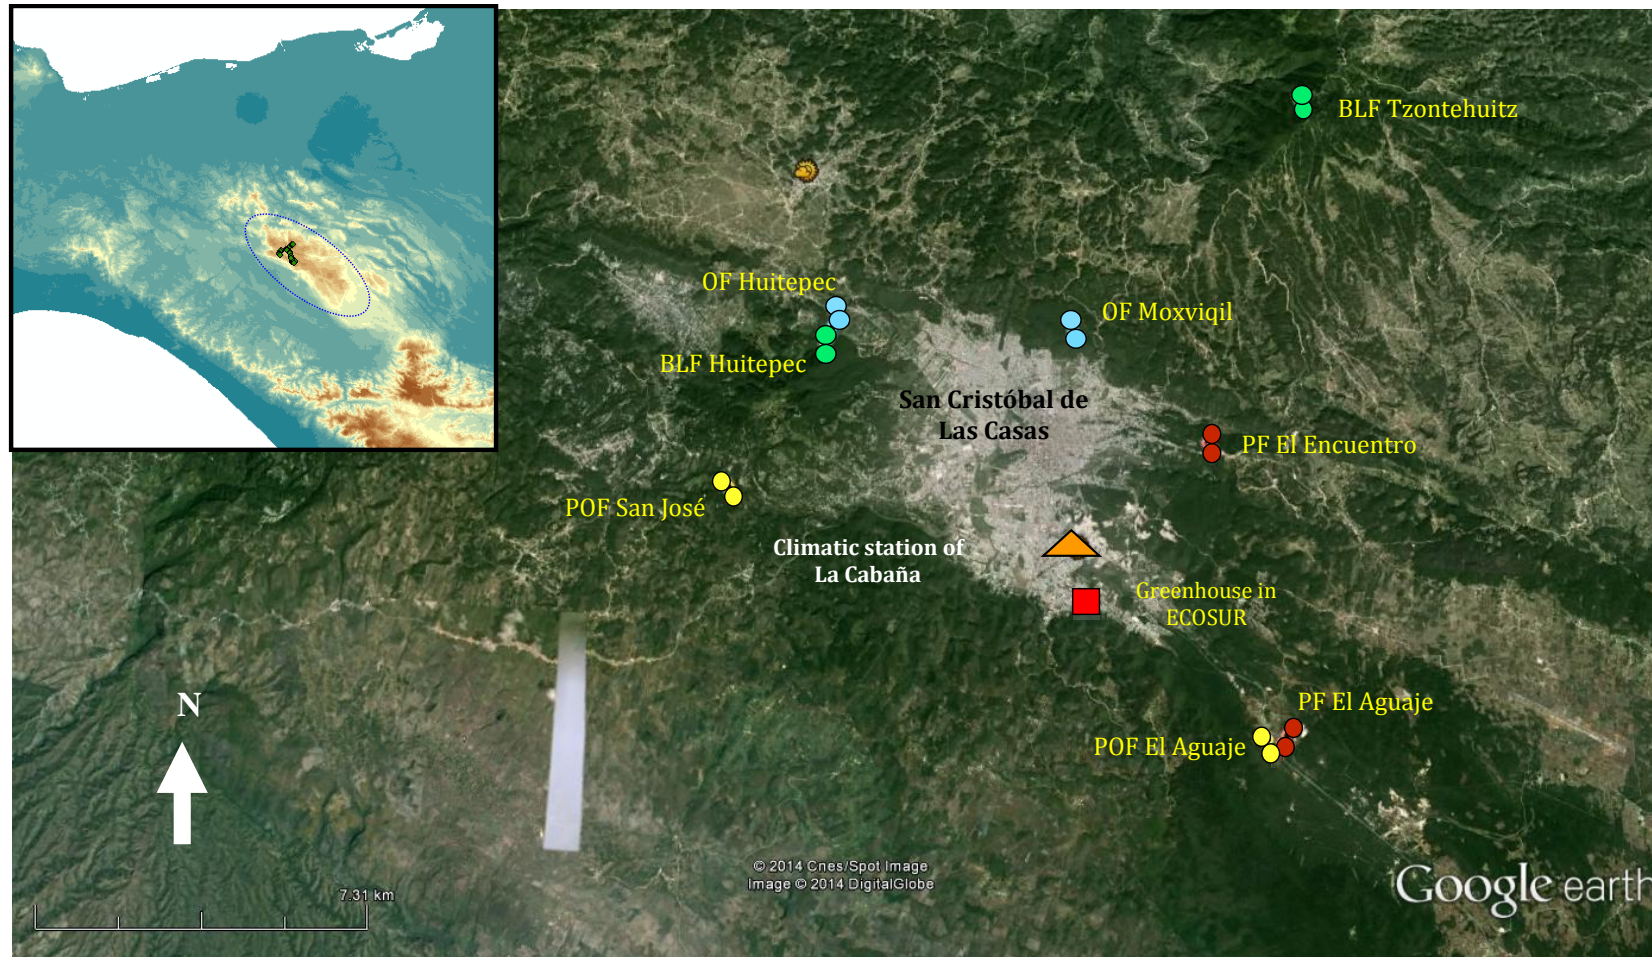 BLF Tzontehuitz
OF Huitepec
OF Moxviqil
BLF Huitepec
San Cristóbal de
Las Casas
PF El Encuentro
POF San José
Climatic station of
La Cabaña
Greenhouse in
ECOSUR
N
PF El Aguaje
POF El Aguaje
© 2014 Cnes/Spot Image
Image © 2014 DigitalGlobe
Google earth
7.31 km